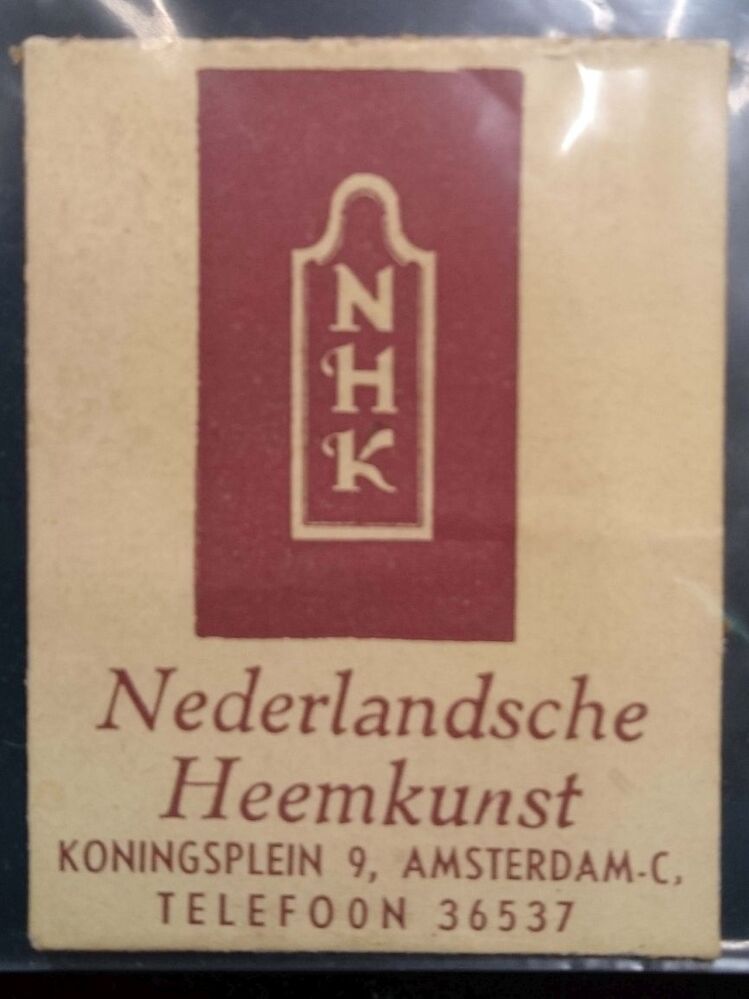 N
H
K
Nederlandsche
Heemkunst
KONINGSPLEIN 9, AMSTERDAM-C,
TELEFOON 36537